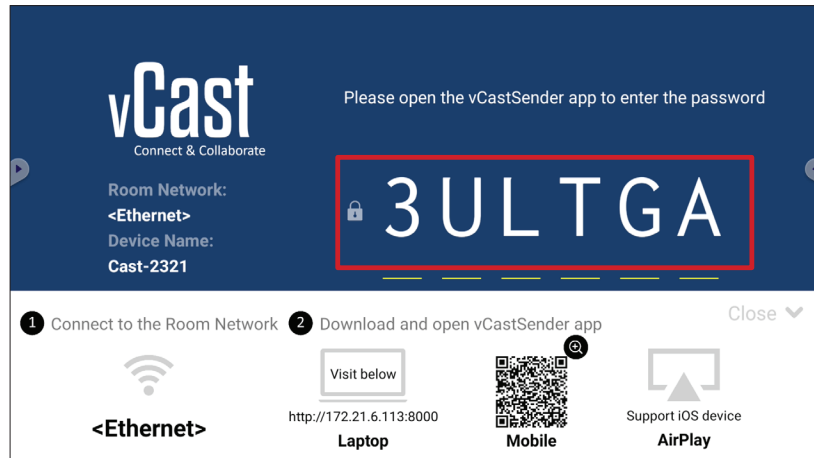 vCast
Connect & Collaborate
Please open the vCastSender app to enter the password
Room Network:
<Ethernet>
Device Name:
Cast-2321
3ULTGA
1 Connect to the Room Network
2 Download and open vCastSender app
Close
<Ethernet>
Visit below
http://172.21.6.113:8000
Laptop
Mobile
Support iOS device
AirPlay